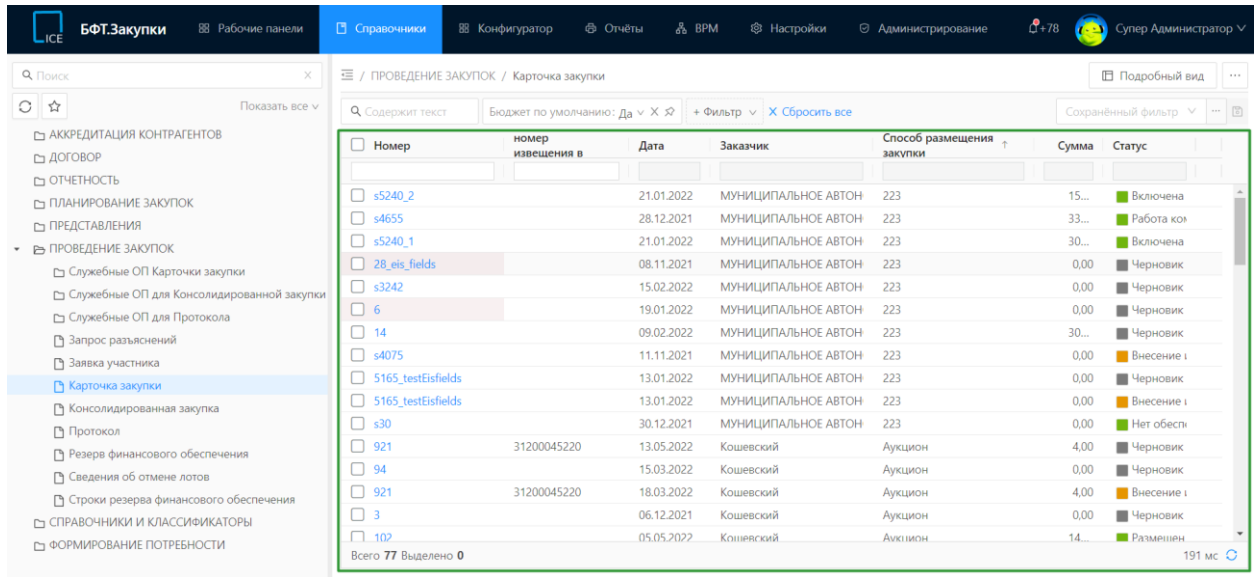 ICE БФТ.Закупки Рабочие панели Справочники Конфигуратор Отчёты BPM Настройки Администрирование +78 Супер Администратор
Поиск
Показать все
АККРЕДИТАЦИЯ КОНТРАГЕНТОВ
ДОГОВОР
ОТЧЕТНОСТЬ
ПЛАНИРОВАНИЕ ЗАКУПОК
ПРЕДСТАВЛЕНИЯ
ПРОВЕДЕНИЕ ЗАКУПОК
Служебные ОП Карточки закупки
Служебные ОП для Консолидированной закупки
Служебные ОП для Протокола
Запрос разъяснений
Заявка участника
Карточка закупки
Консолидированная закупка
Протокол
Резерв финансового обеспечения
Сведения об отмене лотов
Строки резерва финансового обеспечения
СПРАВОЧНИКИ И КЛАССИФИКАТОРЫ
ФОРМИРОВАНИЕ ПОТРЕБНОСТИ
/ ПРОВЕДЕНИЕ ЗАКУПОК / Карточка закупки Подробный вид ...
Содержит текст Бюджет по умолчанию: Да X + Фильтр X Сбросить все Сохранённый фильтр ...
Номер номер извещения в Дата Заказчик Способ размещения закупки ↑ Сумма Статус
s5240_2 21.01.2022 МУНИЦИПАЛЬНОЕ АВТОН 223 15... Включена
s4655 28.12.2021 МУНИЦИПАЛЬНОЕ АВТОН 223 33... Работа ком
s5240_1 21.01.2022 МУНИЦИПАЛЬНОЕ АВТОН 223 30... Включена
28_eis_fields 08.11.2021 МУНИЦИПАЛЬНОЕ АВТОН 223 0,00 Черновик
s3242 15.02.2022 МУНИЦИПАЛЬНОЕ АВТОН 223 0,00 Черновик
6 19.01.2022 МУНИЦИПАЛЬНОЕ АВТОН 223 0,00 Черновик
14 09.02.2022 МУНИЦИПАЛЬНОЕ АВТОН 223 30... Черновик
s4075 11.11.2021 МУНИЦИПАЛЬНОЕ АВТОН 223 0,00 Внесение и
5165_testEisfields 13.01.2022 МУНИЦИПАЛЬНОЕ АВТОН 223 0,00 Черновик
5165_testEisfields 13.01.2022 МУНИЦИПАЛЬНОЕ АВТОН 223 0,00 Внесение и
s30 30.12.2021 МУНИЦИПАЛЬНОЕ АВТОН 223 0,00 Нет обеспе
921 31200045220 13.05.2022 Кошевский Аукцион 4,00 Черновик
94 15.03.2022 Кошевский Аукцион 0,00 Черновик
921 31200045220 18.03.2022 Кошевский Аукцион 4,00 Внесение и
3 06.12.2021 Кошевский Аукцион 0,00 Черновик
102 05.05.2022 Кошевский Аукцион 14... Размещен
Всего 77 Выделено 0 191 мс